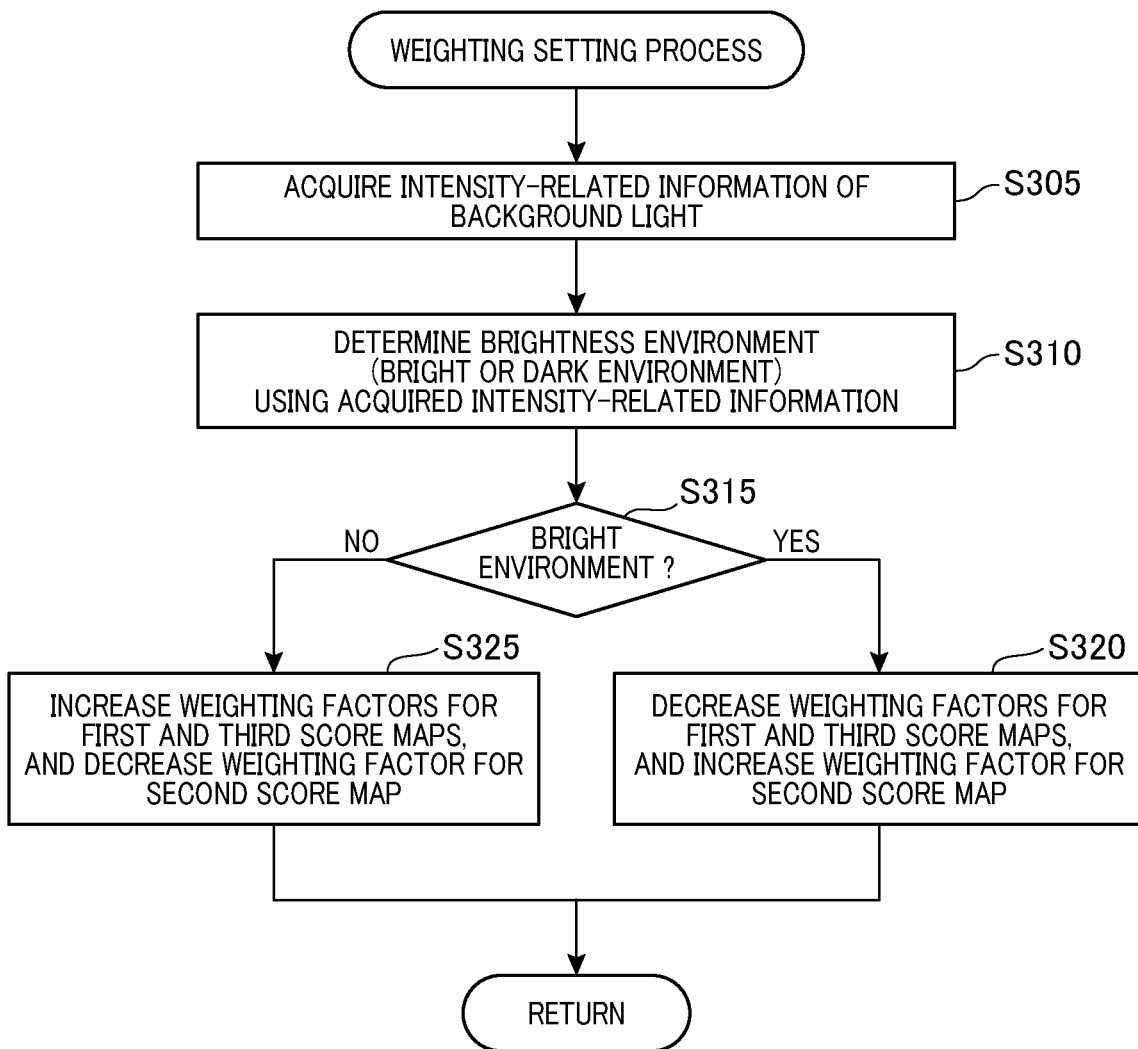 WEIGHTING SETTING PROCESS
ACQUIRE INTENSITY-RELATED INFORMATION OF
BACKGROUND LIGHT
S305
DETERMINE BRIGHTNESS ENVIRONMENT
(BRIGHT OR DARK ENVIRONMENT)
USING ACQUIRED INTENSITY-RELATED INFORMATION
S310
S315
NO
BRIGHT
ENVIRONMENT ?
YES
S325
INCREASE WEIGHTING FACTORS FOR
FIRST AND THIRD SCORE MAPS,
AND DECREASE WEIGHTING FACTOR FOR
SECOND SCORE MAP
S320
DECREASE WEIGHTING FACTORS FOR
FIRST AND THIRD SCORE MAPS,
AND INCREASE WEIGHTING FACTOR FOR
SECOND SCORE MAP
RETURN